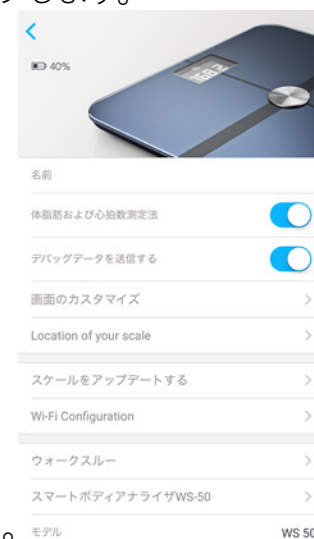 します。
40%
名前
体脂肪および心拍数測定法
デバッグデータを送信する
画面のカスタマイズ
Location of your scale
スケールをアップデートする
Wi-Fi Configuration
ウォークスルー
スマートボディアナライザWS-50
。
モデル WS 50